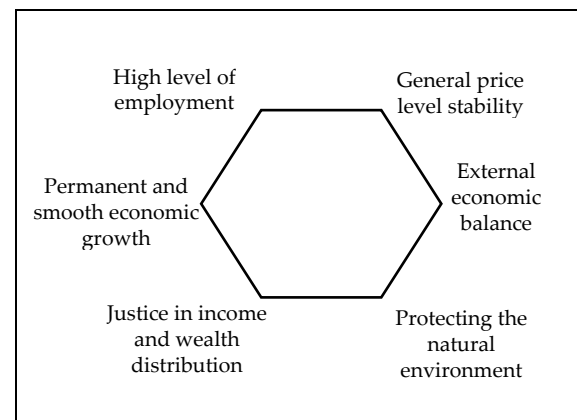 High level of
employment
General price
level stability
Permanent and
smooth economic
growth
External
economic
balance
Justice in income
and wealth
distribution
Protecting the
natural
environment